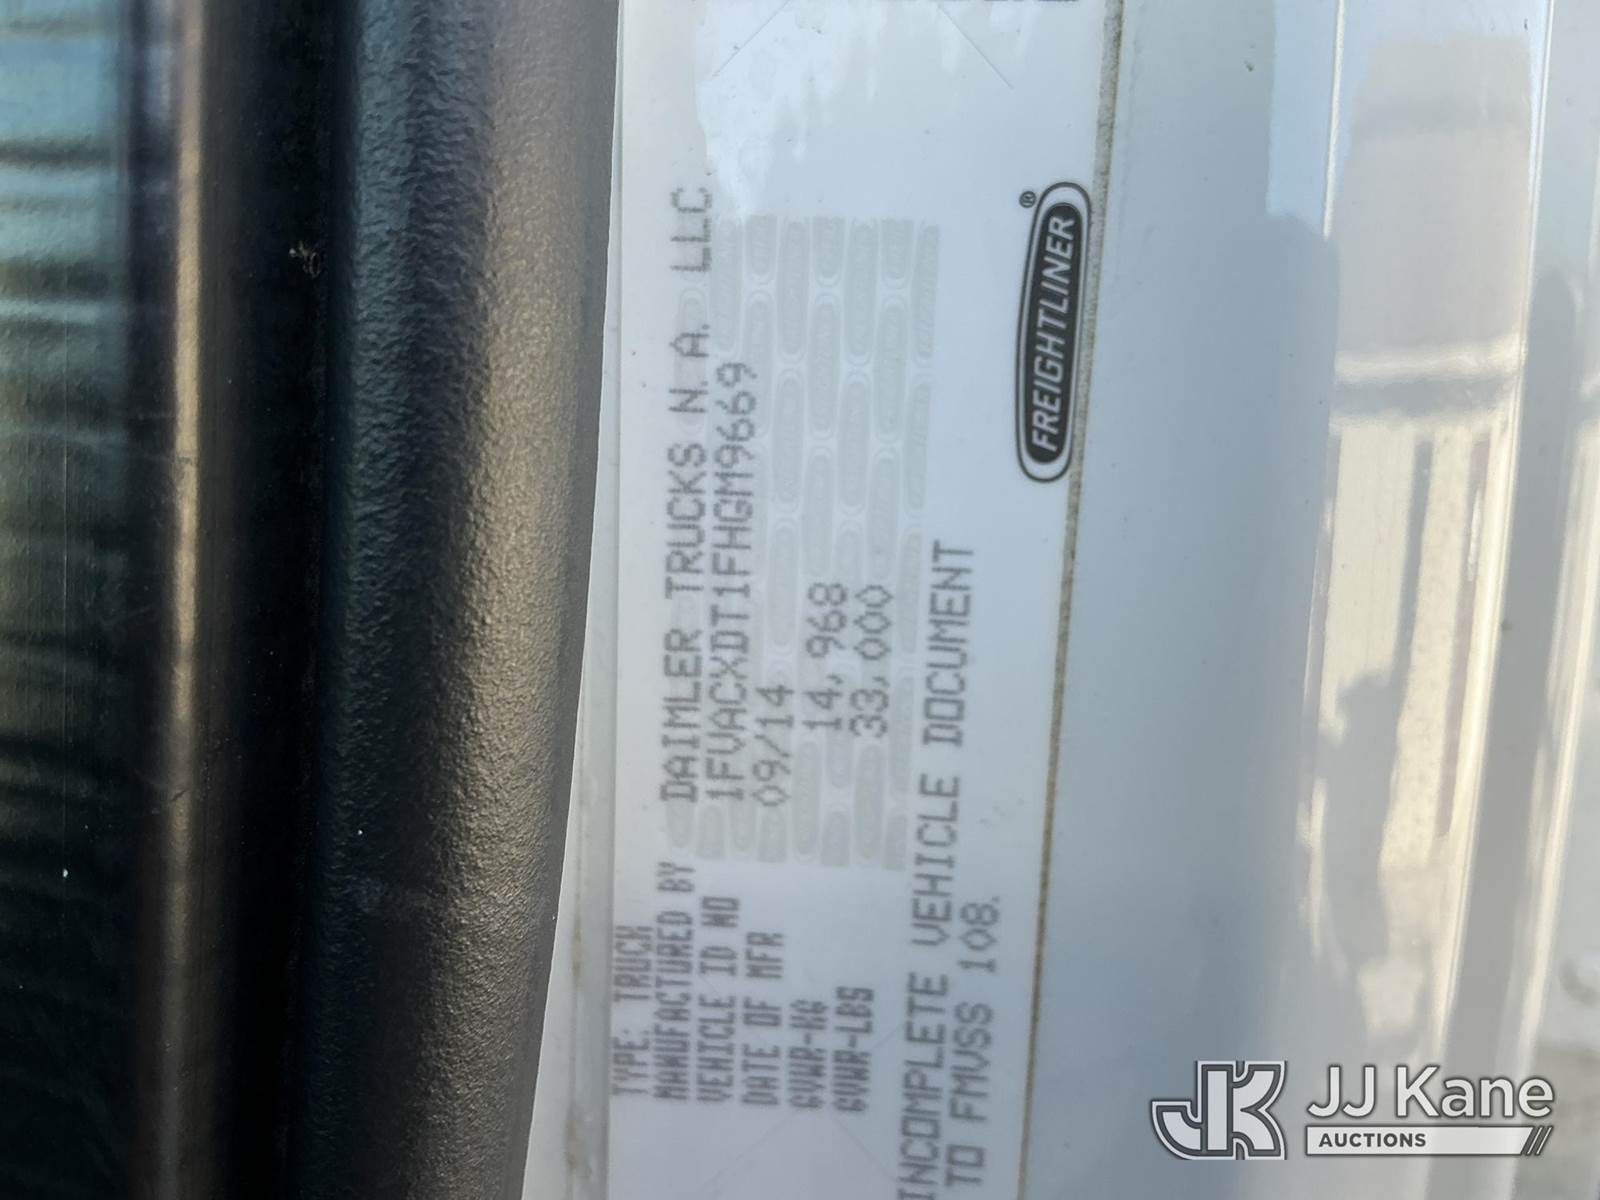 TYPE: TRUCK
MANUFACTURED BY DAIMLER TRUCKS N.A. LLC
VEHICLE ID NO 1FVACXDT1FHGM9669
DATE OF MFR 09/14
GVWR-KG 14,968
GVWR-LBS 33,000
INCOMPLETE VEHICLE DOCUMENT
TO FMVSS 108.
FREIGHTLINER®
JK JJ Kane
AUCTIONS